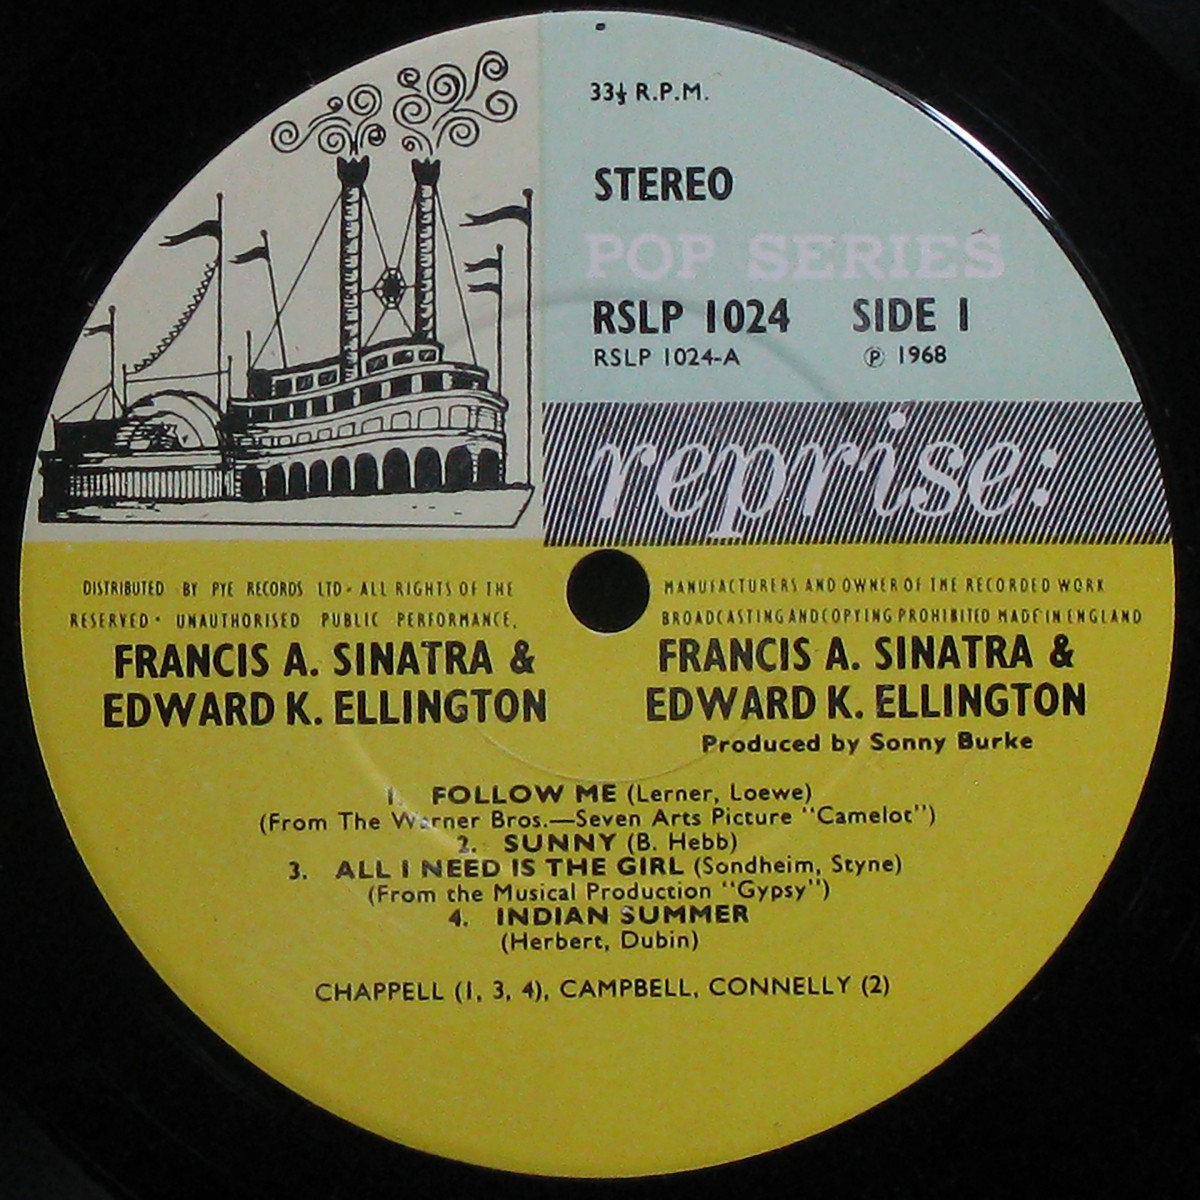 33⅓ R.P.M.
STEREO
POP SERIES
RSLP 1024 SIDE 1
RSLP 1024-A ℗ 1968
reprise:
DISTRIBUTED BY PYE RECORDS LTD · ALL RIGHTS OF THE MANUFACTURERS AND OWNER OF THE RECORDED WORK
RESERVED · UNAUTHORISED PUBLIC PERFORMANCE, BROADCASTING AND COPYING PROHIBITED MADE IN ENGLAND
FRANCIS A. SINATRA &
EDWARD K. ELLINGTON
FRANCIS A. SINATRA &
EDWARD K. ELLINGTON
Produced by Sonny Burke
1. FOLLOW ME (Lerner, Loewe)
(From The Warner Bros.—Seven Arts Picture "Camelot")
2. SUNNY (B. Hebb)
3. ALL I NEED IS THE GIRL (Sondheim, Styne)
(From the Musical Production "Gypsy")
4. INDIAN SUMMER
(Herbert, Dubin)
CHAPPELL (1, 3, 4), CAMPBELL, CONNELLY (2)